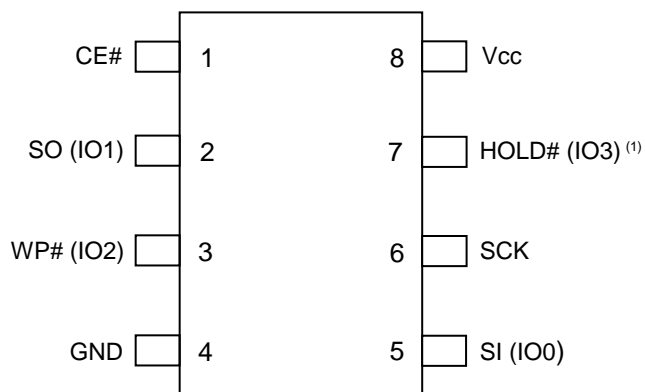 CE# 1 8 Vcc
SO (IO1) 2 7 HOLD# (IO3) (1)
WP# (IO2) 3 6 SCK
GND 4 5 SI (IO0)